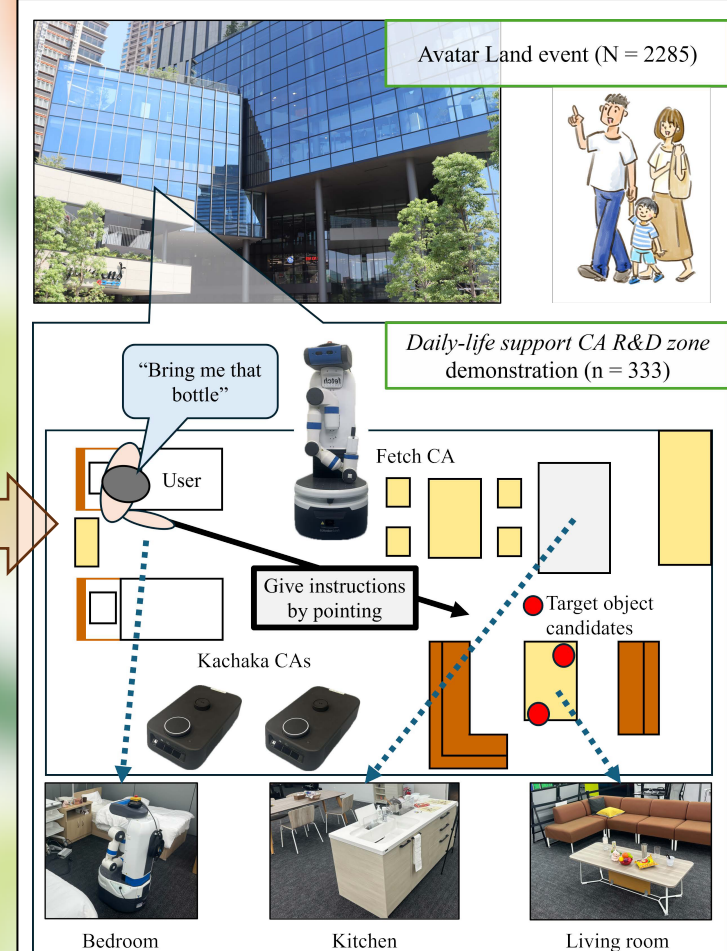 Avatar Land event (N = 2285)
Daily-life support CA R&D zone
demonstration (n = 333)
“Bring me that
bottle”
fetch
User
Fetch CA
Give instructions
by pointing
Target object
candidates
Kachaka CAs
Bedroom
Kitchen
Living room